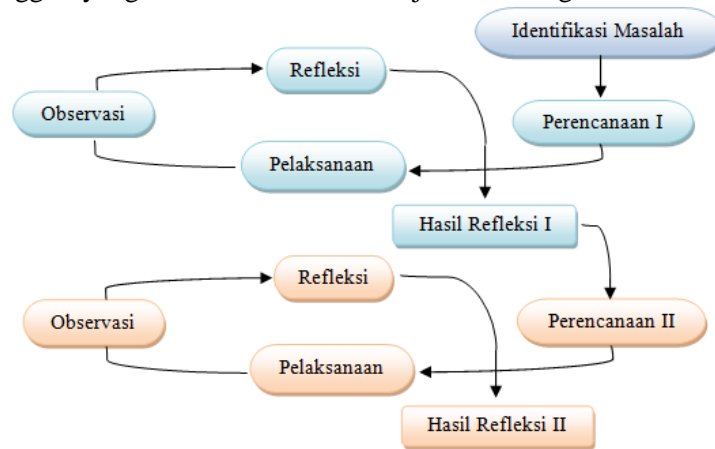 Identifikasi Masalah
Refleksi
Observasi
Perencanaan I
Pelaksanaan
Hasil Refleksi I
Refleksi
Observasi
Perencanaan II
Pelaksanaan
Hasil Refleksi II